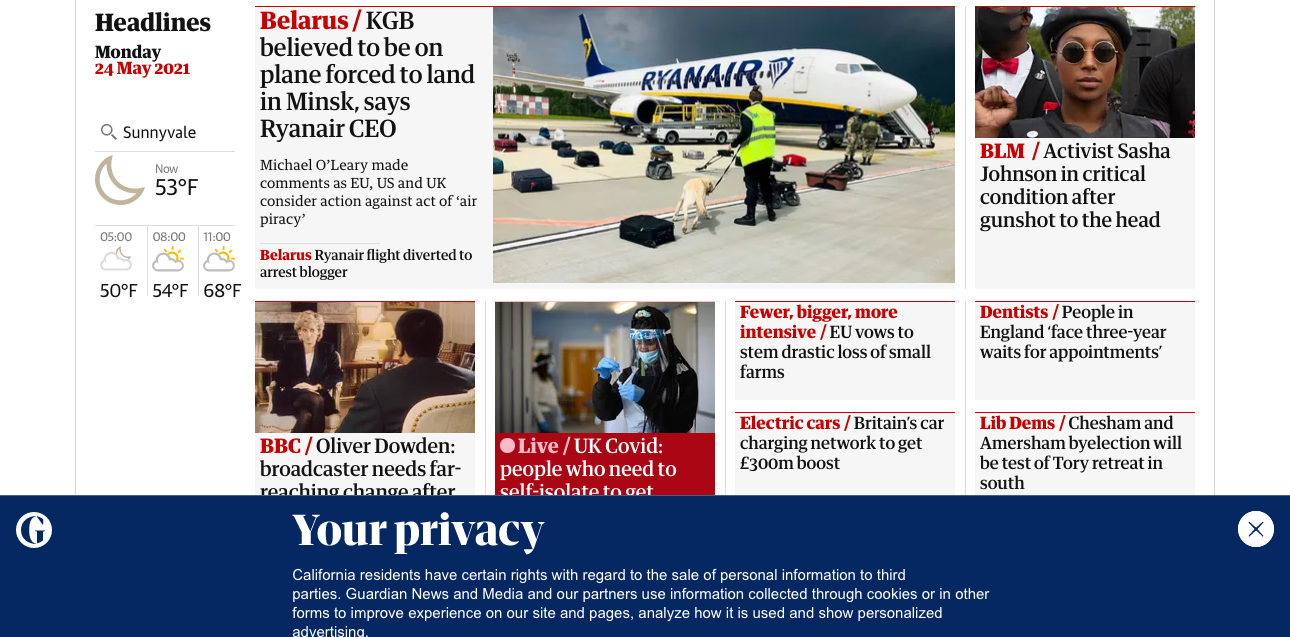 Headlines
Monday
24 May 2021
Sunnyvale
Now
53°F
05:00
08:00
11:00
50°F
54°F
68°F
Belarus / KGB
believed to be on
plane forced to land
in Minsk, says
Ryanair CEO
Michael O’Leary made
comments as EU, US and UK
consider action against act of ‘air
piracy’
Belarus Ryanair flight diverted to
arrest blogger
RYANAIR
BLM / Activist Sasha
Johnson in critical
condition after
gunshot to the head
BBC / Oliver Dowden:
broadcaster needs far-
reaching change after
Live / UK Covid:
people who need to
self-isolate to get
Fewer, bigger, more
intensive / EU vows to
stem drastic loss of small
farms
Electric cars / Britain’s car
charging network to get
£300m boost
Dentists / People in
England ‘face three-year
waits for appointments’
Lib Dems / Chesham and
Amersham byelection will
be test of Tory retreat in
south
G
Your privacy
California residents have certain rights with regard to the sale of personal information to third
parties. Guardian News and Media and our partners use information collected through cookies or in other
forms to improve experience on our site and pages, analyze how it is used and show personalized
advertising.